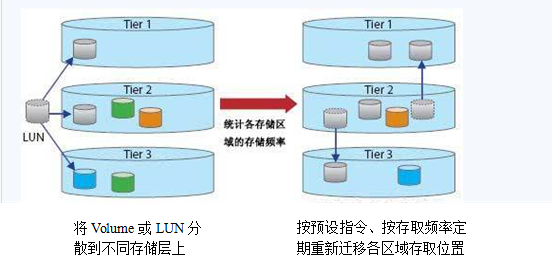 Tier 1
Tier 1
Tier 2
Tier 2
LUN
统计各存储区
域的存储频率
Tier 3
Tier 3
将 Volume 或 LUN 分
散到不同存储层上
按预设指令、按存取频率定
期重新迁移各区域存取位置